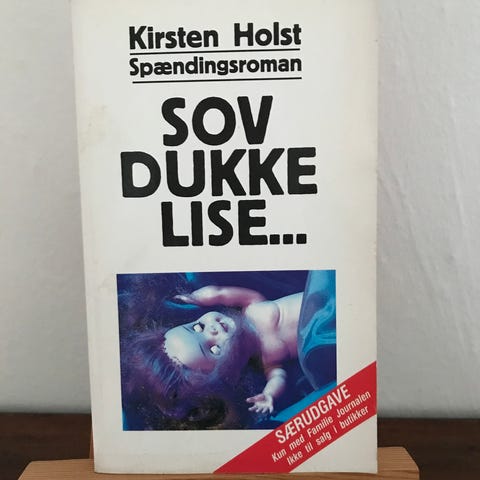 Kirsten Holst
Spændingsroman
SOV
DUKKE
LISE...
SÆRUDGAVE
Kun med Familie Journalen
Ikke til salg i butikker